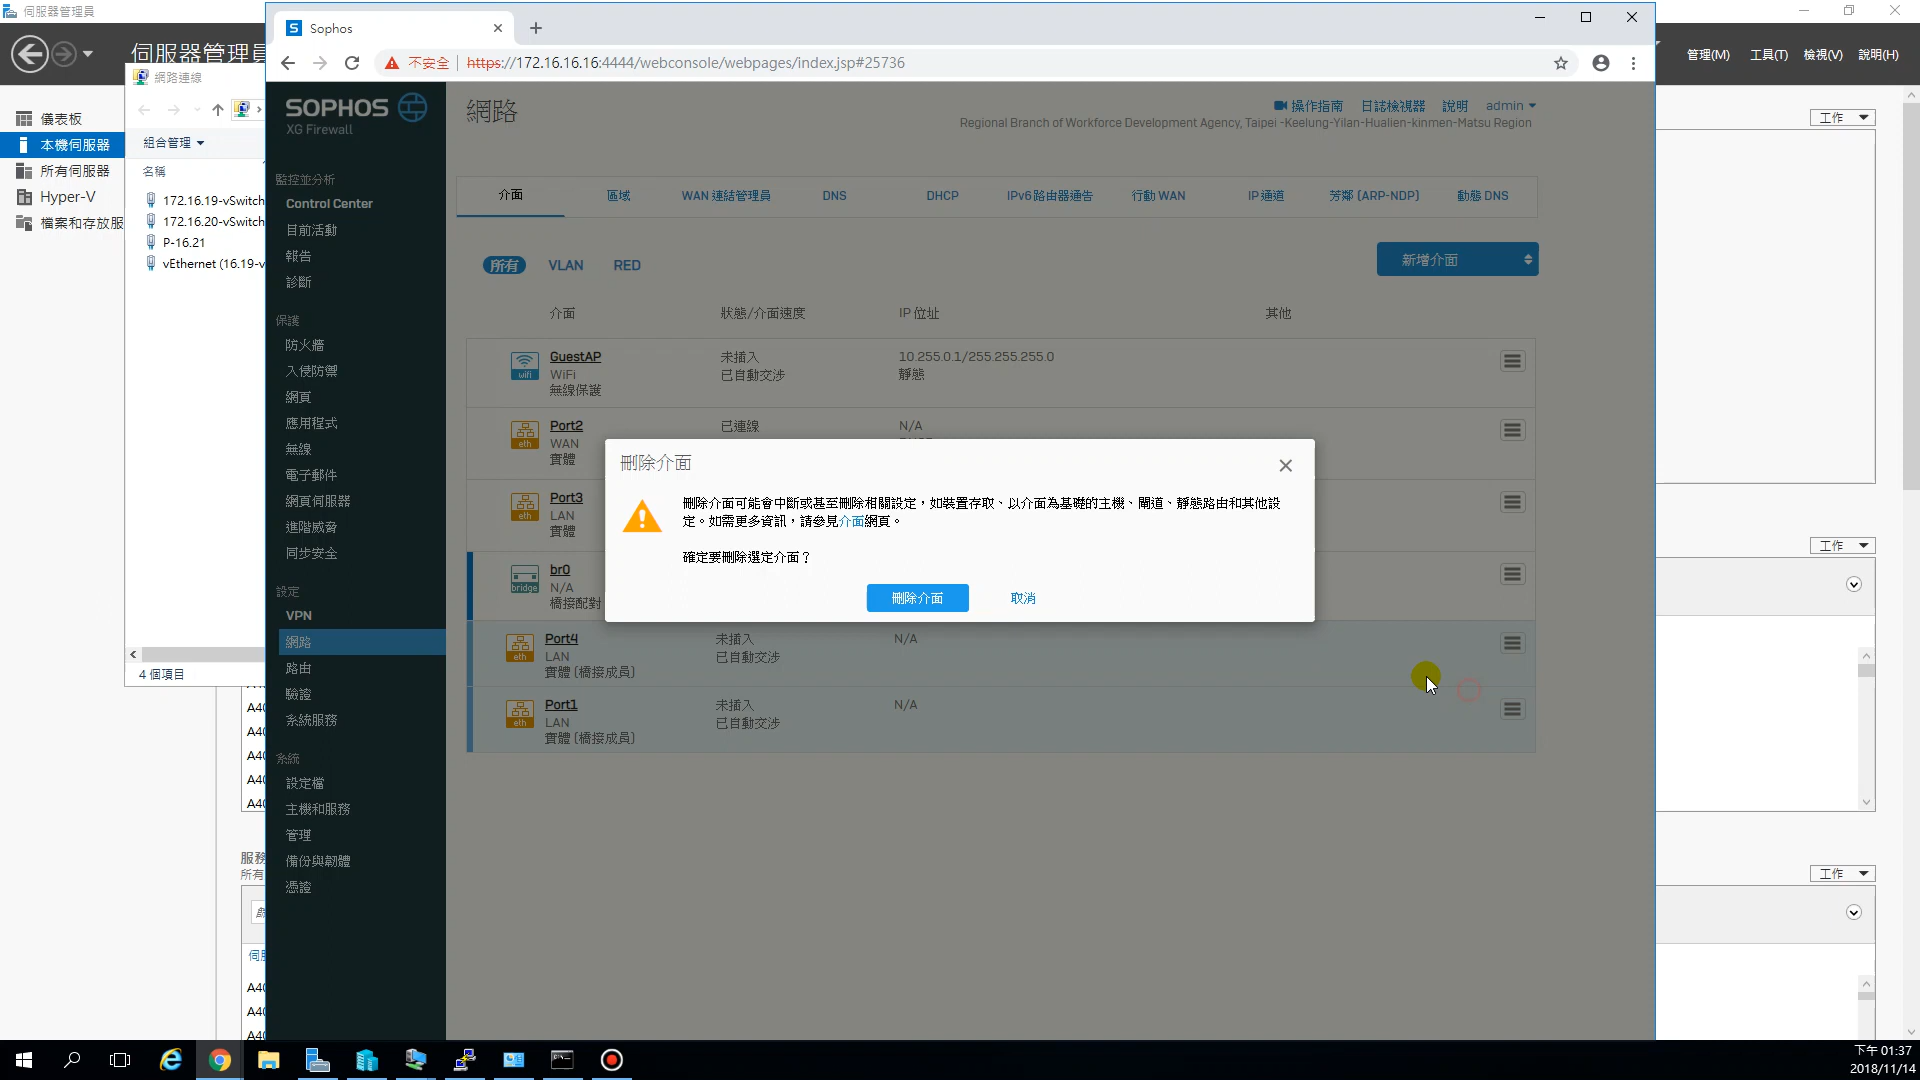 伺服器管理員
伺服器管理員
管理(M)
工具(T)
檢視(V)
說明(H)
儀表板
本機伺服器
所有伺服器
Hyper-V
檔案和存放服
網路連線
組合管理
名稱
172.16.19-vSwitch
172.16.20-vSwitch
P-16.21
vEthernet (16.19-v
4 個項目
Sophos
不安全
https://172.16.16.16:4444/webconsole/webpages/index.jsp#25736
SOPHOS
XG Firewall
監控並分析
Control Center
目前活動
報告
診斷
保護
防火牆
入侵防禦
網頁
應用程式
無線
電子郵件
網頁伺服器
進階威脅
同步安全
設定
VPN
網路
路由
驗證
系統服務
系統
設定檔
主機和服務
管理
備份與韌體
憑證
網路
操作指南
日誌檢視器
說明
admin
Regional Branch of Workforce Development Agency, Taipei -Keelung-Yilan-Hualien-kinmen-Matsu Region
介面
區域
WAN 連結管理員
DNS
DHCP
IPv6路由器通告
行動 WAN
IP 通道
芳鄰 (ARP-NDP)
動態 DNS
所有
VLAN
RED
新增介面
介面
狀態/介面速度
IP 位址
其他
GuestAP
WiFi
無線保護
wifi
未插入
已自動交涉
10.255.0.1/255.255.255.0
靜態
Port2
WAN
實體
eth
已連線
N/A
Port3
LAN
實體
eth
br0
N/A
橋接配對
bridge
Port4
LAN
實體 (橋接成員)
eth
未插入
已自動交涉
N/A
Port1
LAN
實體 (橋接成員)
eth
未插入
已自動交涉
N/A
刪除介面
刪除介面可能會中斷或甚至刪除相關設定，如裝置存取、以介面為基礎的主機、閘道、靜態路由和其他設
定。如需更多資訊，請參見介面網頁。
確定要刪除選定介面？
刪除介面
取消
工作
工作
工作
A40
A40
A40
A40
A40
服務
所有
伺服
A40
A40
A40
下午 01:37
2018/11/14